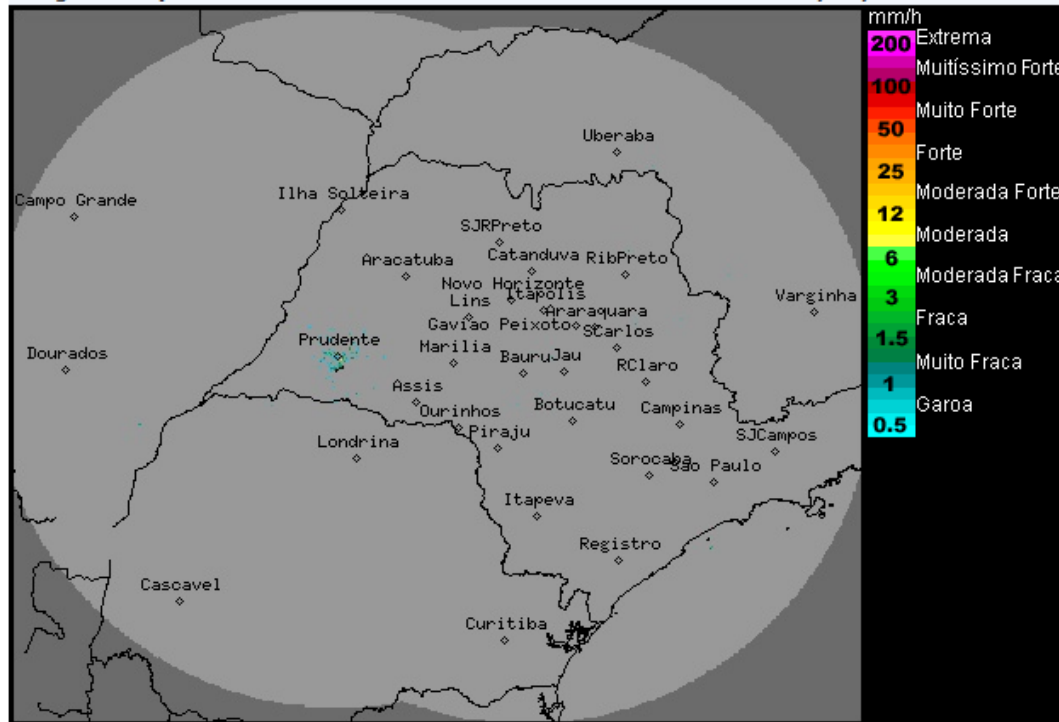 mm/h
200 Extrema
Muitíssimo Forte
100
Muito Forte
50
Forte
25
Moderada Forte
12
Moderada
6
Moderada Fraca
3
Fraca
1.5
Muito Fraca
1
Garoa
0.5
Uberaba
Campo Grande
Ilha Solteira
SJRPreto
Aracatuba
Catanduva
RibPreto
Novo Horizonte
Itapolis
Lins
Araraquara
Varginha
Gaviao Peixoto
SCarlos
Prudente
Dourados
Marilia
Bauru
Jau
RClaro
Assis
Ourinhos
Botucatu
Campinas
Piraju
SJCampos
Londrina
Sorocaba
Sao Paulo
Itapeva
Registro
Cascavel
Curitiba